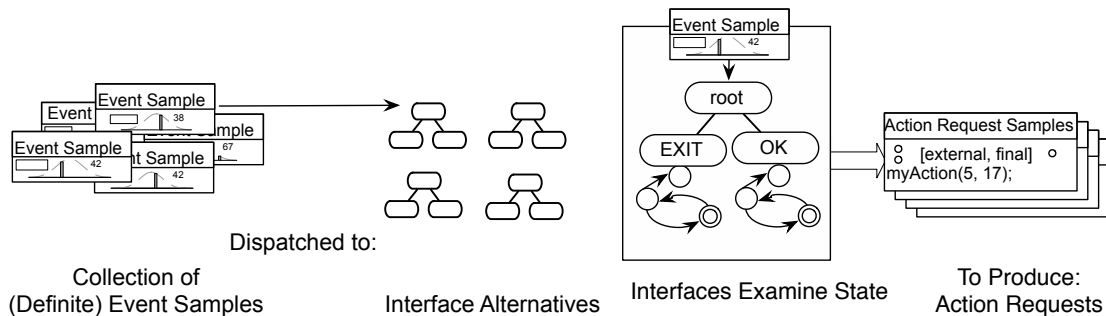 Event
Event Sample
38
Event Sample
67
Event Sample
42
Event Sample
42
Dispatched to:
Collection of
(Definite) Event Samples
Interface Alternatives
Event Sample
42
root
EXIT
OK
Interfaces Examine State
Action Request Samples
[external, final]
myAction(5, 17);
To Produce:
Action Requests